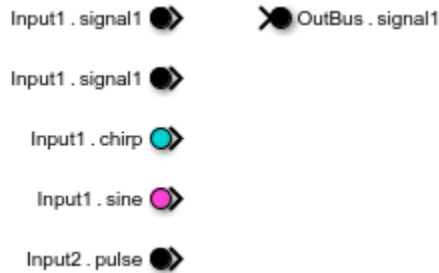 Input1 . signal1
OutBus . signal1
Input1 . signal1
Input1 . chirp
Input1 . sine
Input2 . pulse